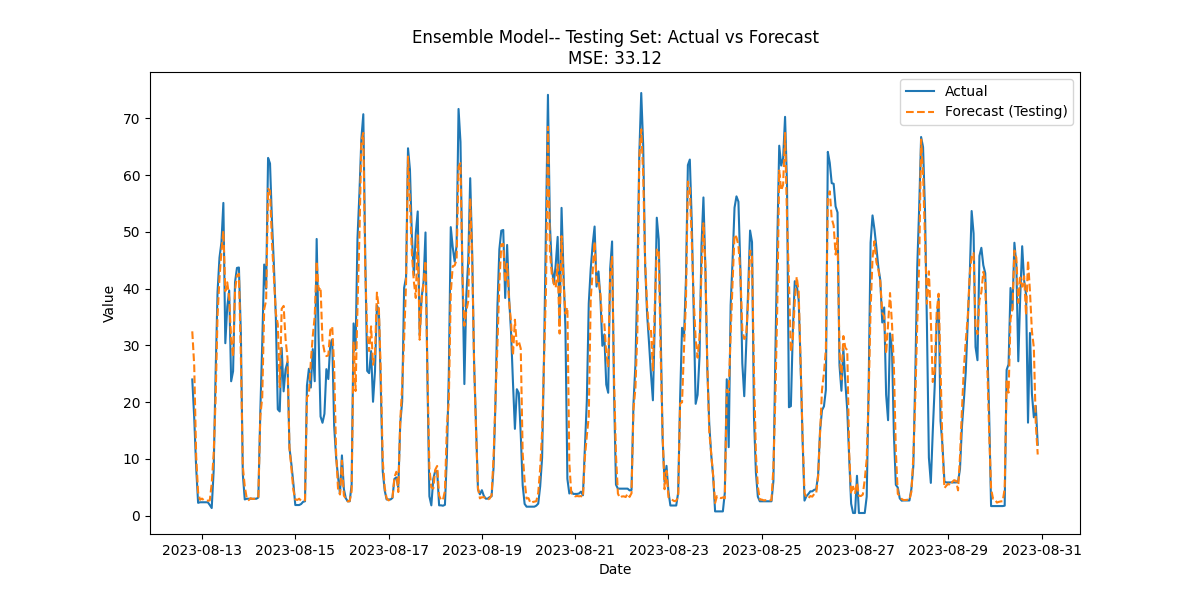 Ensemble Model-- Testing Set: Actual vs Forecast
MSE: 33.12
Actual
Forecast (Testing)
70
60
50
40
30
20
10
0
Value
2023-08-13 2023-08-15 2023-08-17 2023-08-19 2023-08-21 2023-08-23 2023-08-25 2023-08-27 2023-08-29 2023-08-31
Date